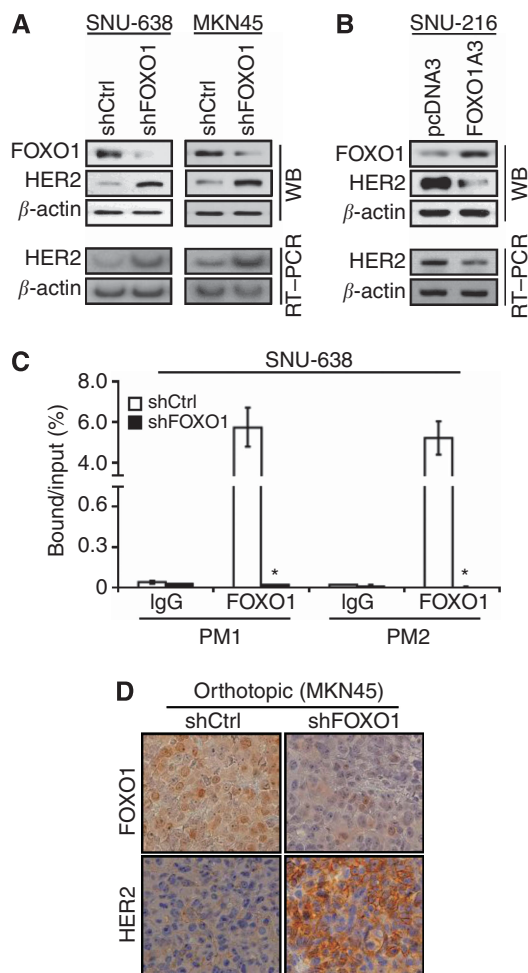 A
SNU-638 MKN45
shCtrl shFOXO1 shCtrl shFOXO1
FOXO1
HER2
β-actin
WB
HER2
β-actin
RT–PCR
B
SNU-216
pcDNA3 FOXO1A3
FOXO1
HER2
β-actin
WB
HER2
β-actin
RT–PCR
C
SNU-638
Bound/input (%)
8.0
6.0
4.0
0.6
0.3
0
shCtrl
shFOXO1
* *
IgG FOXO1 IgG FOXO1
PM1 PM2
D
Orthotopic (MKN45)
shCtrl shFOXO1
FOXO1
HER2